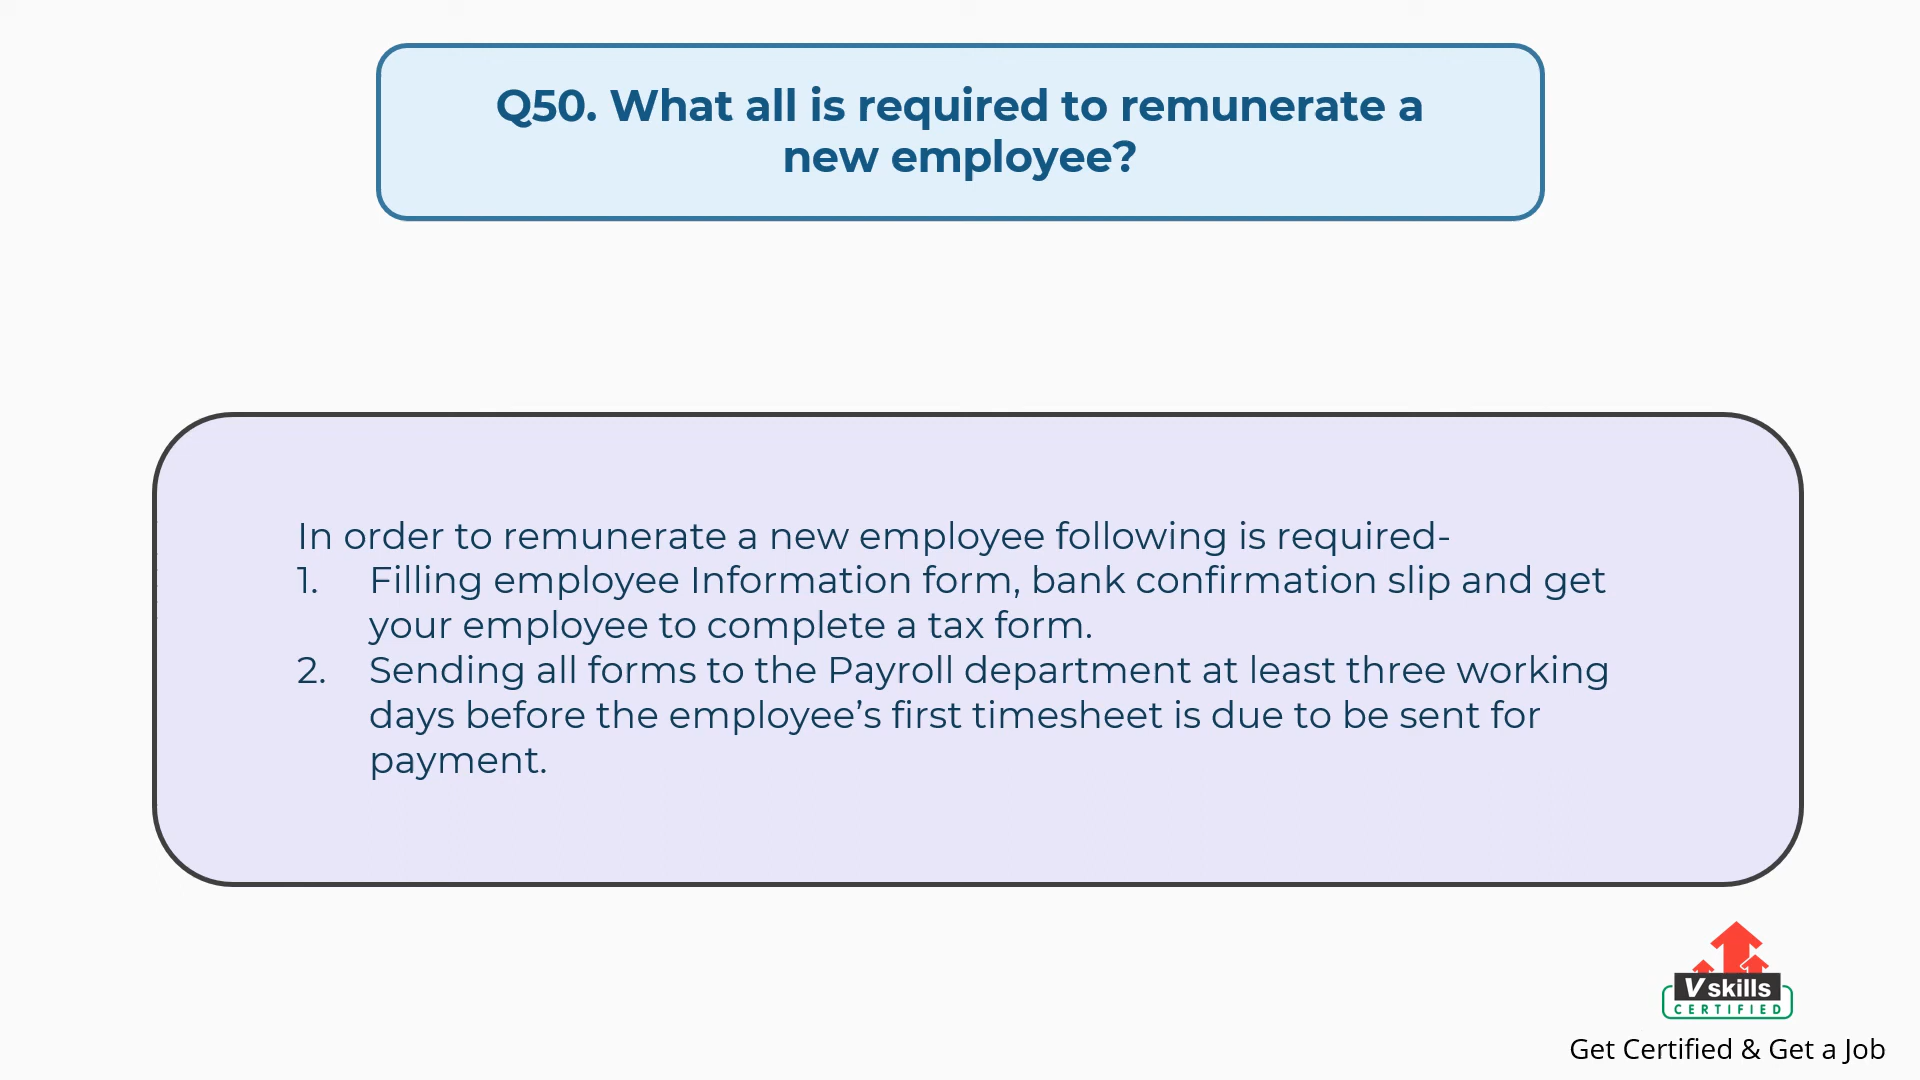 Q50. What all is required to remunerate a
new employee?
In order to remunerate a new employee following is required-
1. Filling employee Information form, bank confirmation slip and get
your employee to complete a tax form.
2. Sending all forms to the Payroll department at least three working
days before the employee’s first timesheet is due to be sent for
payment.
Vskills
CERTIFIED
Get Certified & Get a Job